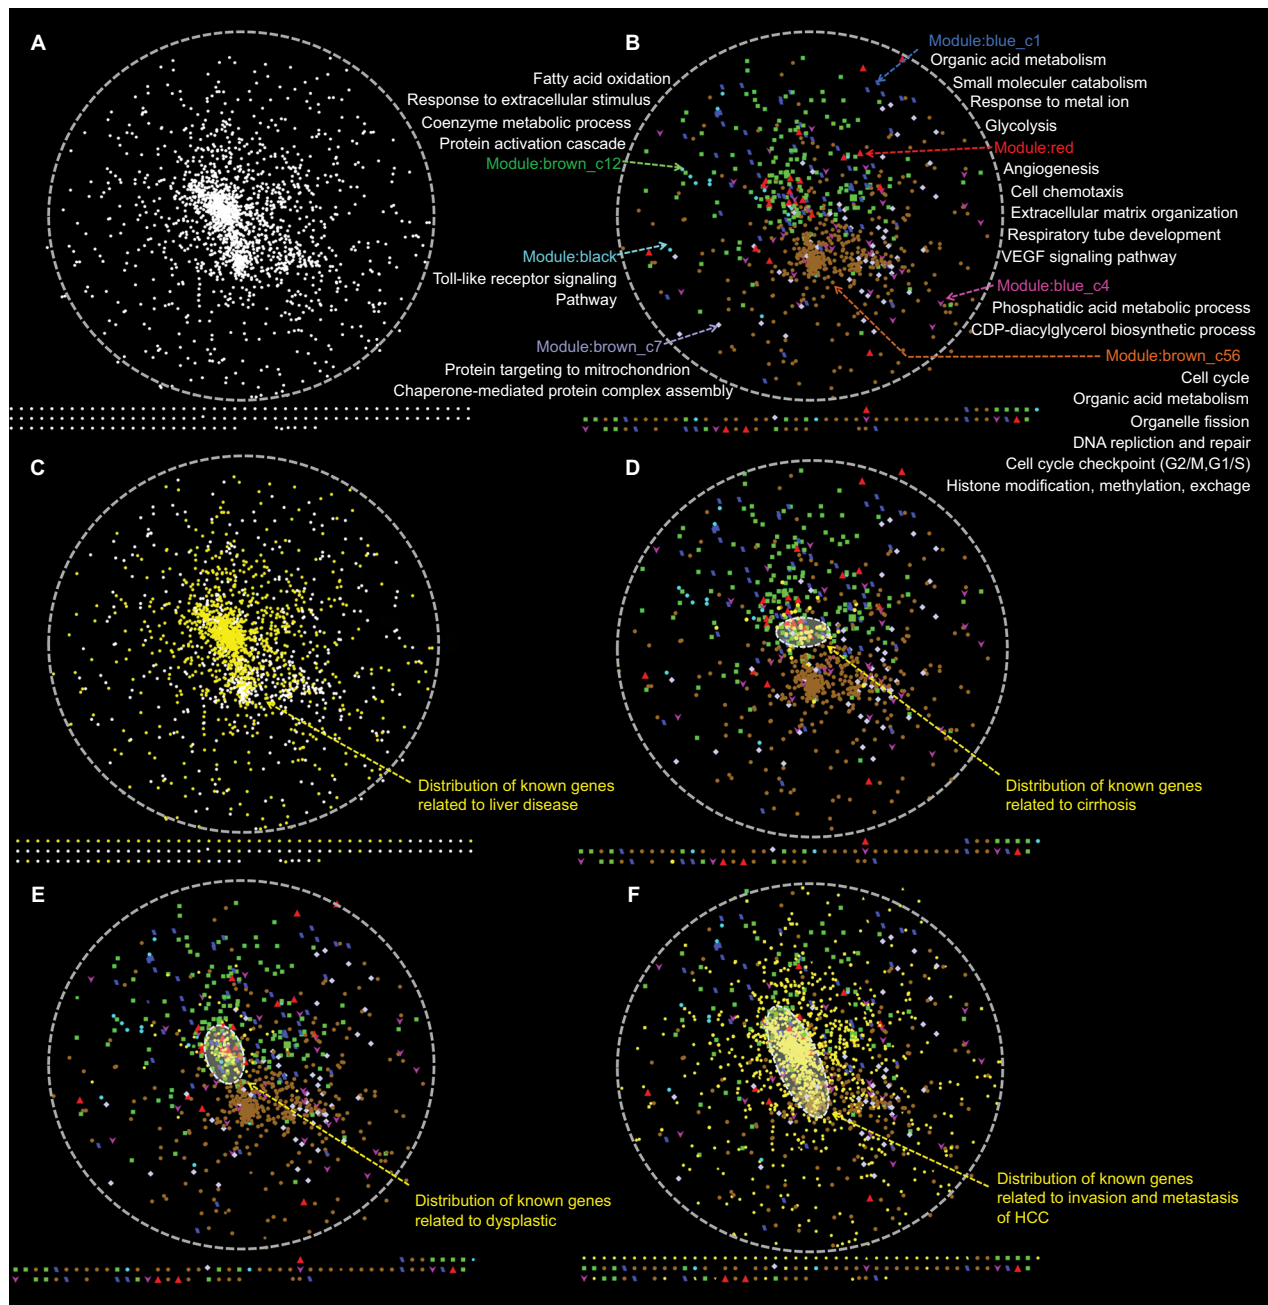 A
B
Module:blue_c1
Organic acid metabolism
Small moleculer catabolism
Response to metal ion
Glycolysis
Module:red
Angiogenesis
Cell chemotaxis
Extracellular matrix organization
Respiratory tube development
VEGF signaling pathway
Module:blue_c4
Phosphatidic acid metabolic process
CDP-diacylglycerol biosynthetic process
Module:brown_c56
Cell cycle
Organic acid metabolism
Organelle fission
DNA repliction and repair
Cell cycle checkpoint (G2/M,G1/S)
Histone modification, methylation, exchage
Fatty acid oxidation
Response to extracellular stimulus
Coenzyme metabolic process
Protein activation cascade
Module:brown_c12
Module:black
Toll-like receptor signaling
Pathway
Module:brown_c7
Protein targeting to mitrochondrion
Chaperone-mediated protein complex assembly
C
Distribution of known genes
related to liver disease
D
Distribution of known genes
related to cirrhosis
E
Distribution of known genes
related to dysplastic
F
Distribution of known genes
related to invasion and metastasis
of HCC